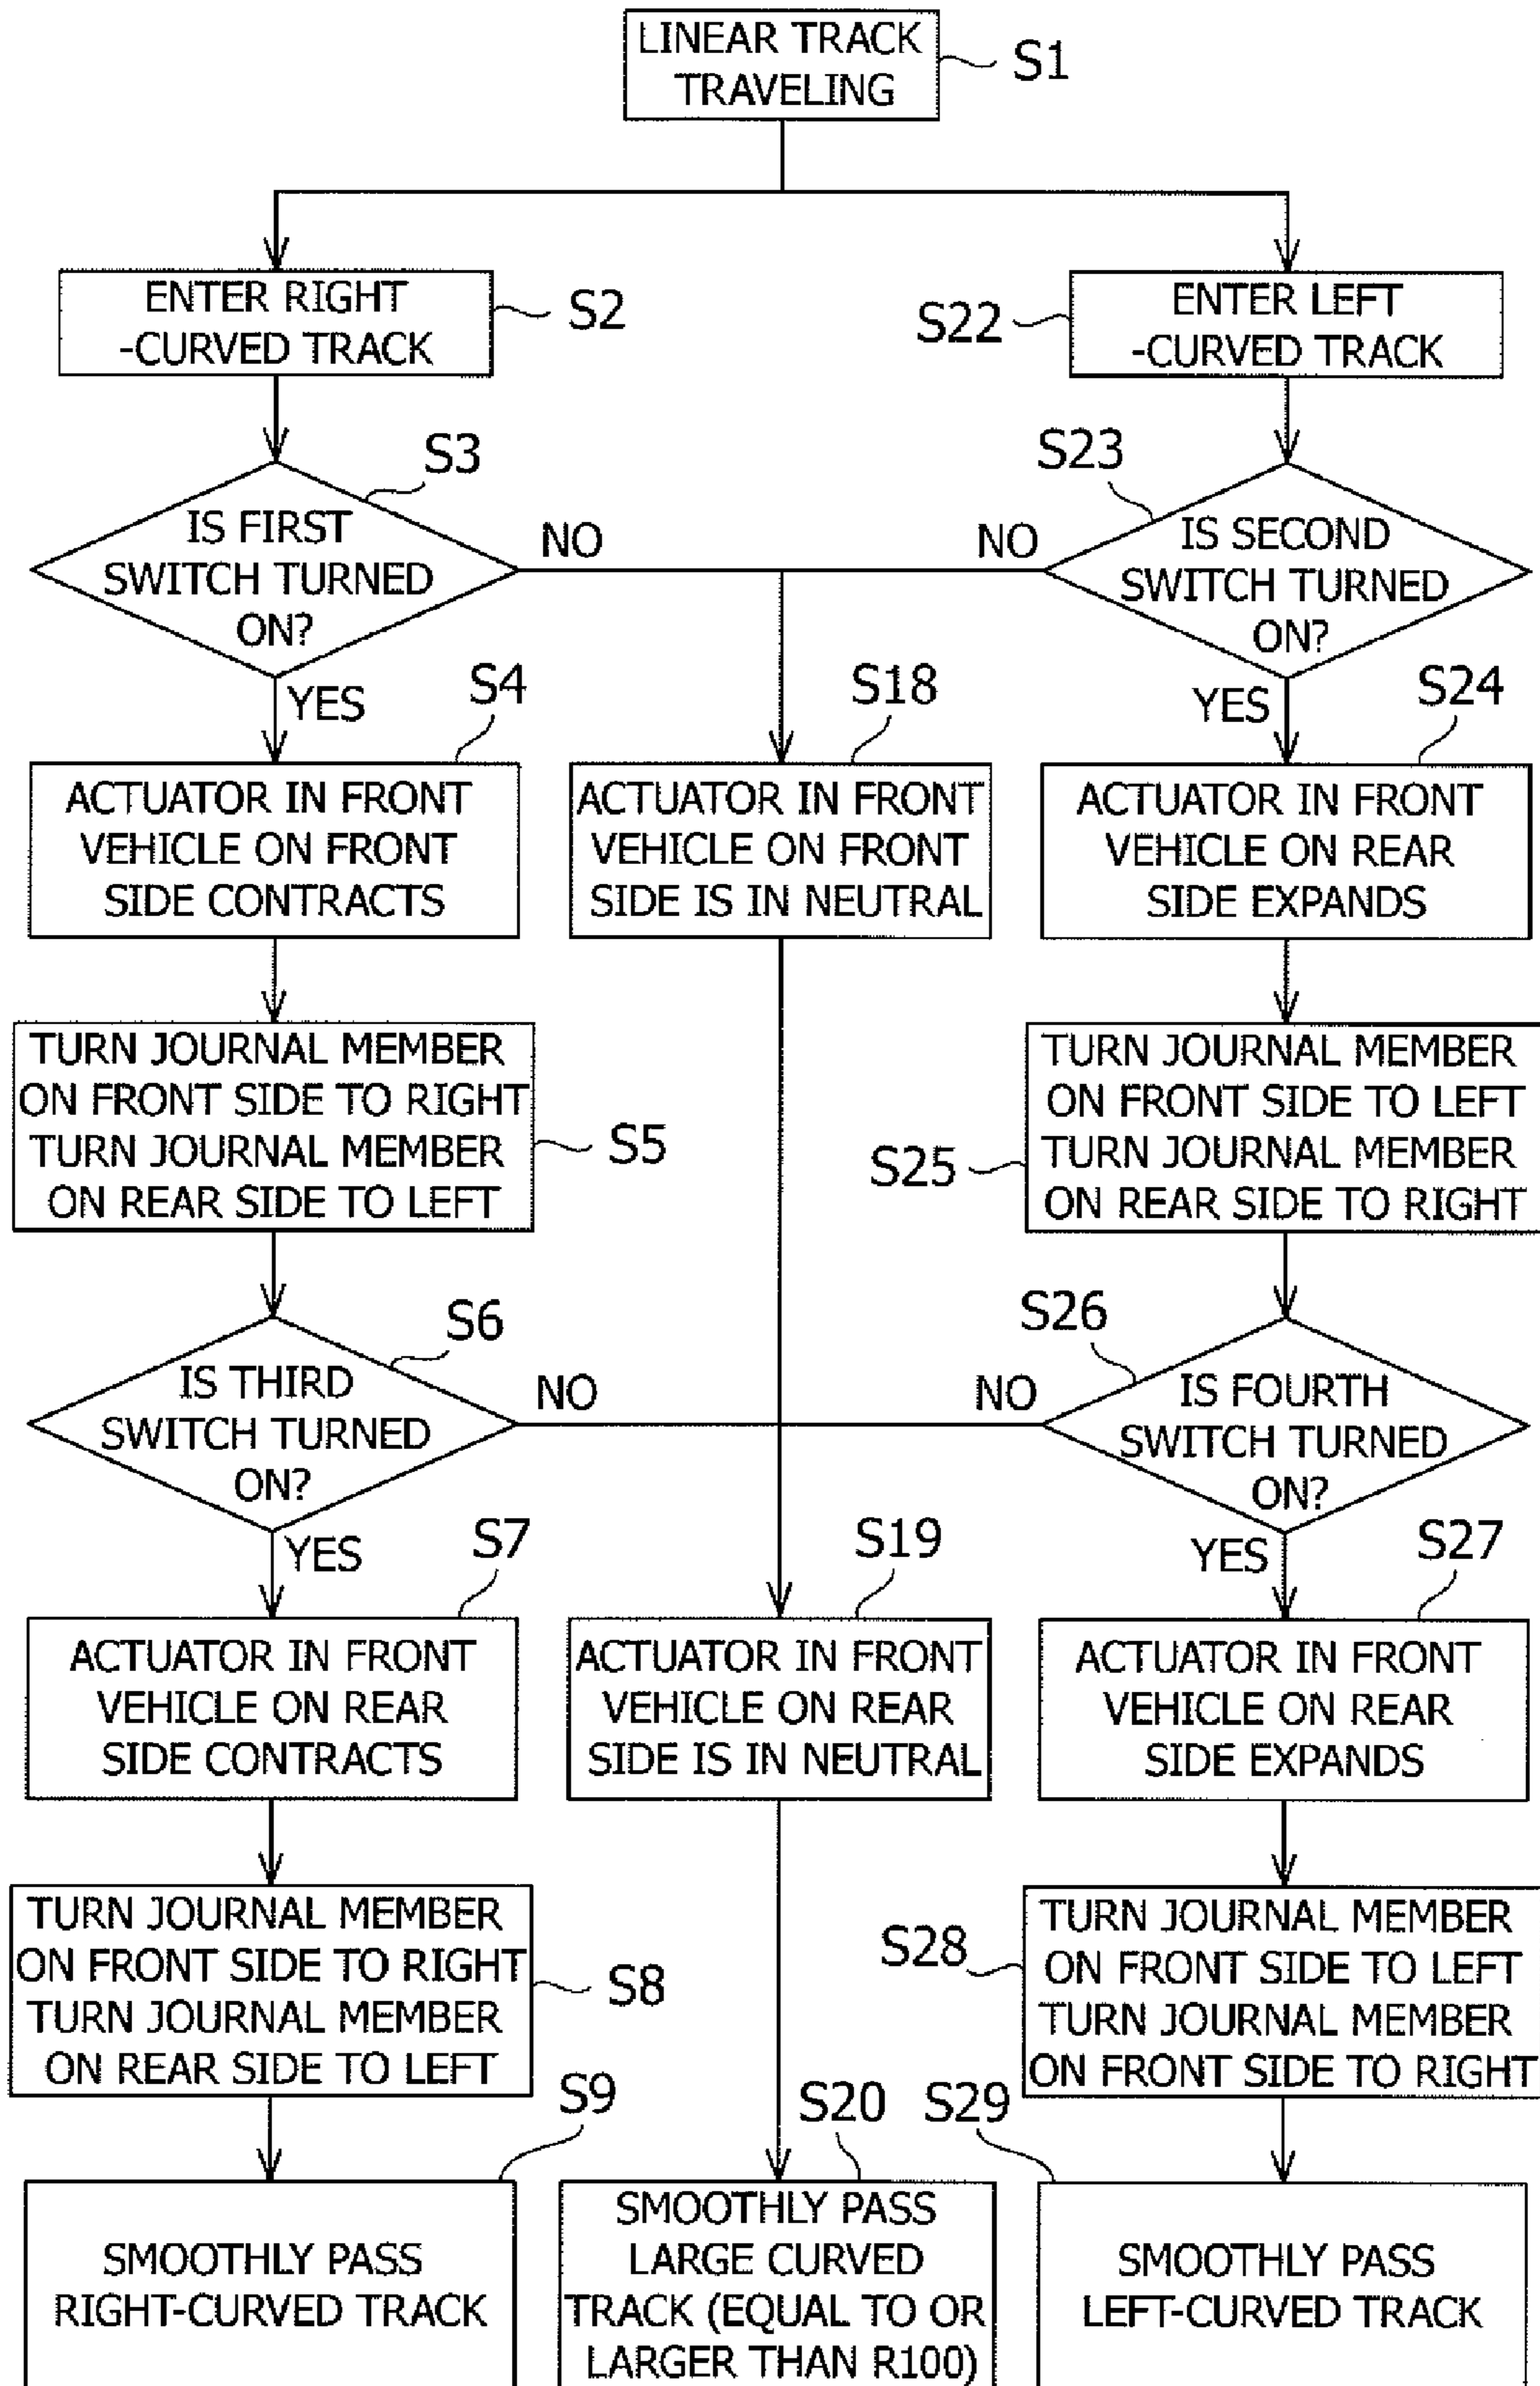 LINEAR TRACK
TRAVELING
S1
ENTER RIGHT
-CURVED TRACK
S2
S22
ENTER LEFT
-CURVED TRACK
S3
IS FIRST
SWITCH TURNED
ON?
NO
YES
S23
NO
IS SECOND
SWITCH TURNED
ON?
YES
S4
ACTUATOR IN FRONT
VEHICLE ON FRONT
SIDE CONTRACTS
S18
ACTUATOR IN FRONT
VEHICLE ON FRONT
SIDE IS IN NEUTRAL
S24
ACTUATOR IN FRONT
VEHICLE ON REAR
SIDE EXPANDS
TURN JOURNAL MEMBER
ON FRONT SIDE TO RIGHT
TURN JOURNAL MEMBER
ON REAR SIDE TO LEFT
S5
S25
TURN JOURNAL MEMBER
ON FRONT SIDE TO LEFT
TURN JOURNAL MEMBER
ON REAR SIDE TO RIGHT
S6
IS THIRD
SWITCH TURNED
ON?
NO
YES
S26
NO
IS FOURTH
SWITCH TURNED
ON?
YES
S7
ACTUATOR IN FRONT
VEHICLE ON REAR
SIDE CONTRACTS
S19
ACTUATOR IN FRONT
VEHICLE ON REAR
SIDE IS IN NEUTRAL
S27
ACTUATOR IN FRONT
VEHICLE ON REAR
SIDE EXPANDS
TURN JOURNAL MEMBER
ON FRONT SIDE TO RIGHT
TURN JOURNAL MEMBER
ON REAR SIDE TO LEFT
S8
S28
TURN JOURNAL MEMBER
ON FRONT SIDE TO LEFT
TURN JOURNAL MEMBER
ON FRONT SIDE TO RIGHT
S9
SMOOTHLY PASS
RIGHT-CURVED TRACK
S20
SMOOTHLY PASS
LARGE CURVED
TRACK (EQUAL TO OR
LARGER THAN R100)
S29
SMOOTHLY PASS
LEFT-CURVED TRACK